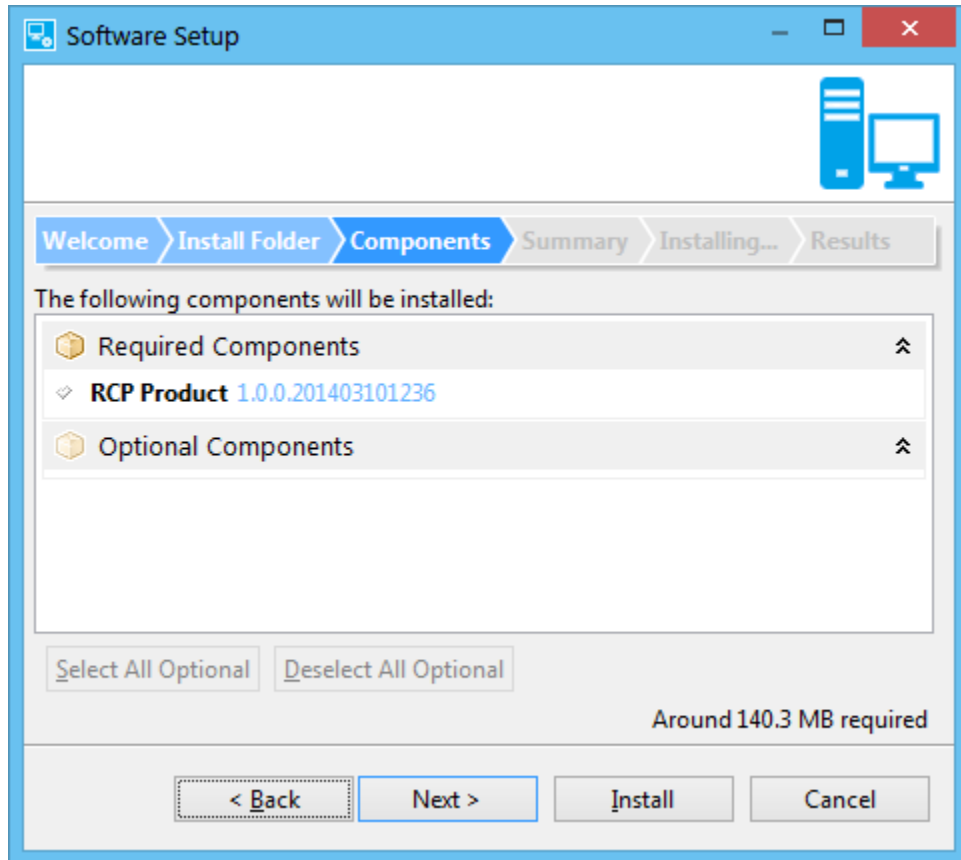 Software Setup
Welcome Install Folder Components Summary Installing... Results
The following components will be installed:
Required Components
RCP Product 1.0.0.201403101236
Optional Components
Select All Optional Deselect All Optional
Around 140.3 MB required
< Back Next > Install Cancel